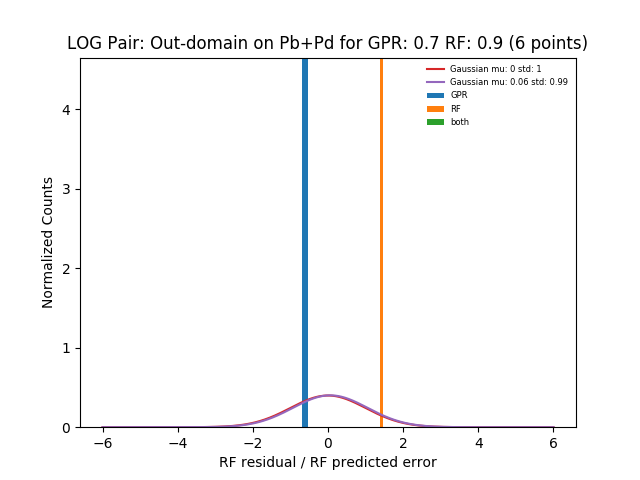 LOG Pair: Out-domain on Pb+Pd for GPR: 0.7 RF: 0.9 (6 points)
Gaussian mu: 0 std: 1
Gaussian mu: 0.06 std: 0.99
GPR
RF
both
4
3
2
1
0
Normalized Counts
−6
−4
−2
0
2
4
6
RF residual / RF predicted error